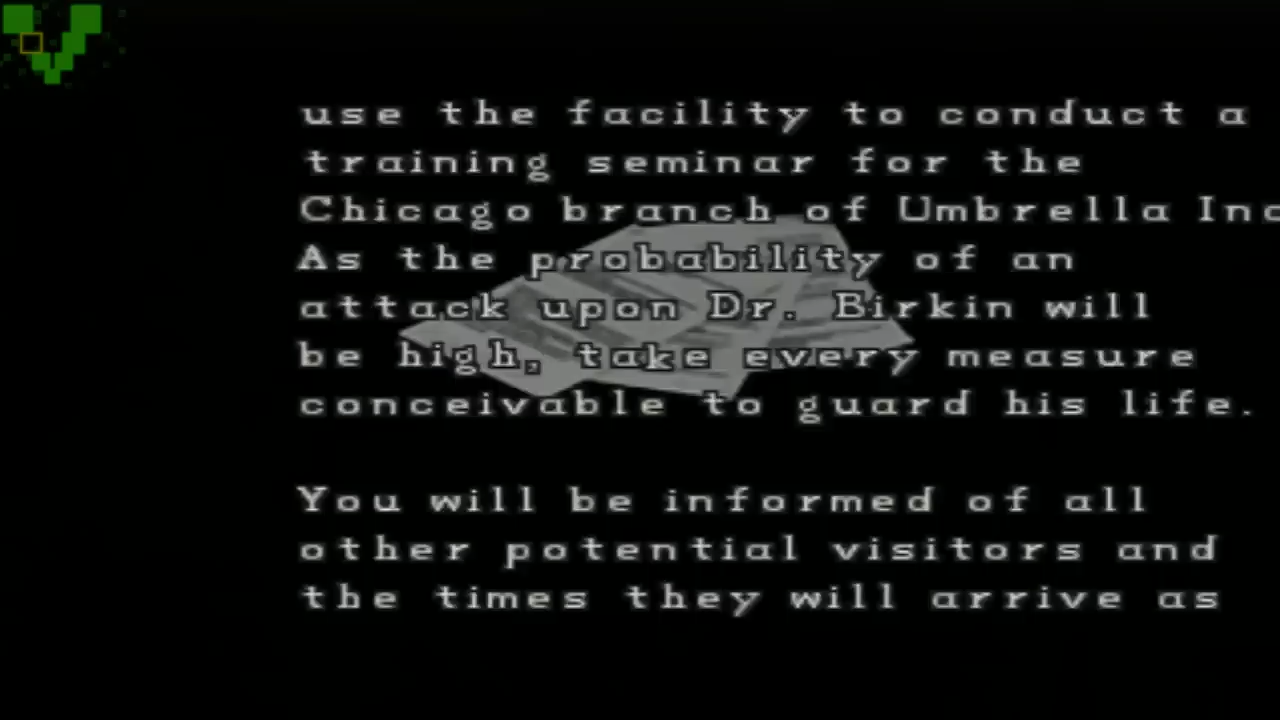 use the facility to conduct a
training seminar for the
Chicago branch of Umbrella Inc
As the probability of an
attack upon Dr. Birkin will
be high, take every measure
conceivable to guard his life.
You will be informed of all
other potential visitors and
the times they will arrive as